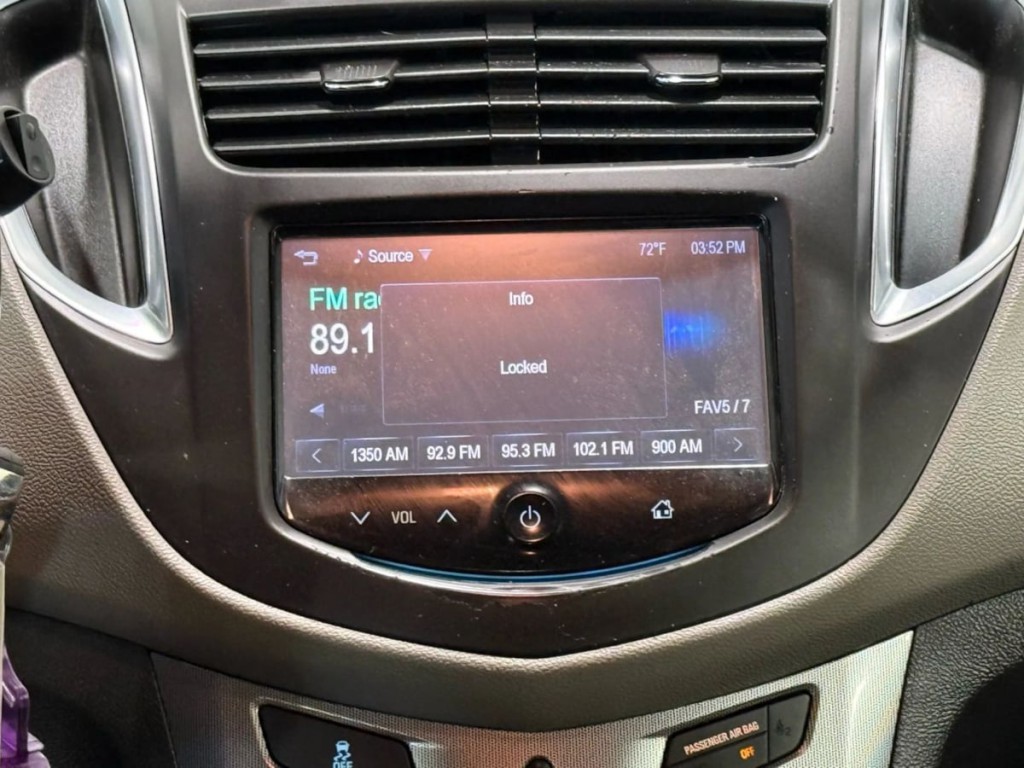 Source 72°F 03:52 PM
FM ra
Info
89.1
None
Locked
FAV5 / 7
1350 AM 92.9 FM 95.3 FM 102.1 FM 900 AM
VOL
PASSENGER AIR BAG
OFF
OFF